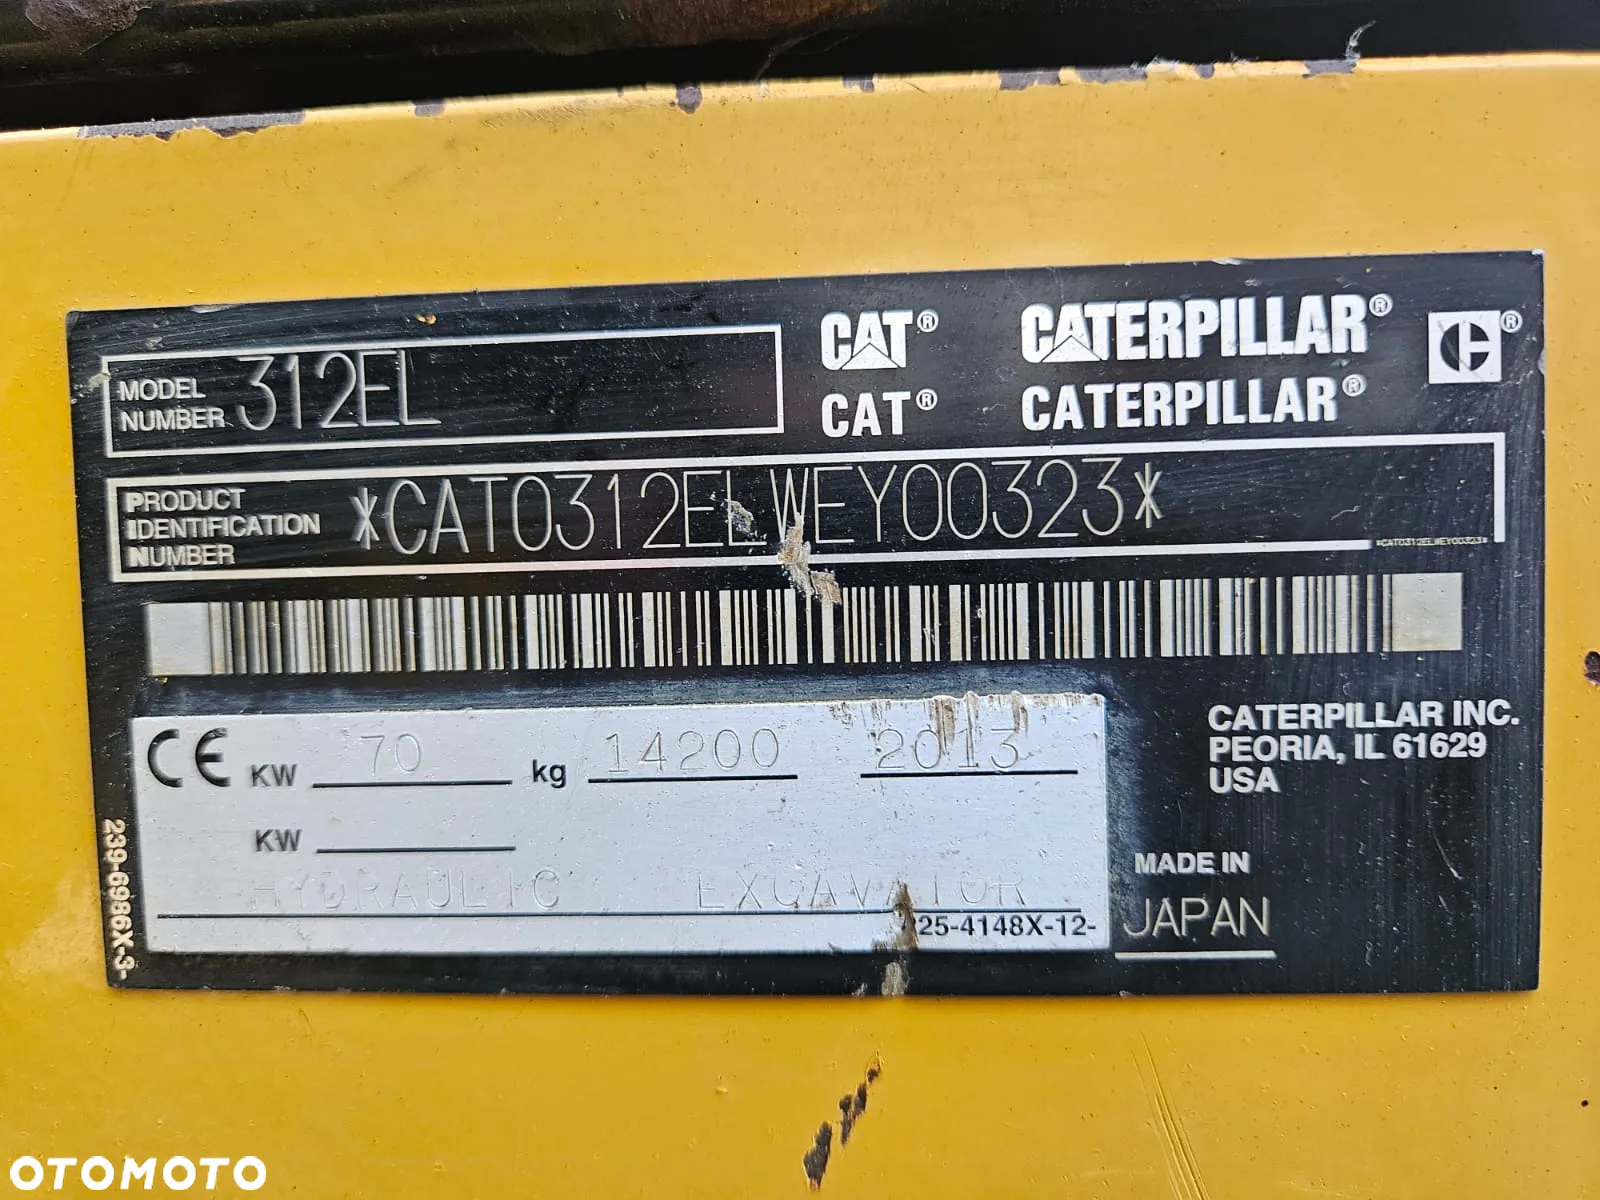 MODEL NUMBER 312EL
CAT® CATERPILLAR®
CAT® CATERPILLAR®
PRODUCT IDENTIFICATION NUMBER *CAT0312ELWEY00323*
*CAT0312ELWEY00323*
CE KW 70 kg 14200 2013
KW
HYDRAULIC EXCAVATOR
25-4148X-12-
239-6986X-3-
CATERPILLAR INC.
PEORIA, IL 61629
USA
MADE IN
JAPAN
OTOMOTO